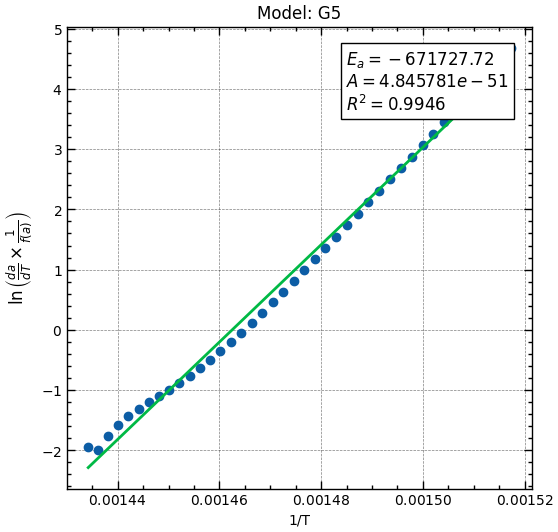 Model: G5
E_a = −671727.72
A = 4.845781e − 51
R² = 0.9946
ln(da/dT × 1/f(a))
5
4
3
2
1
0
−1
−2
0.00144 0.00146 0.00148 0.00150 0.00152
1/T